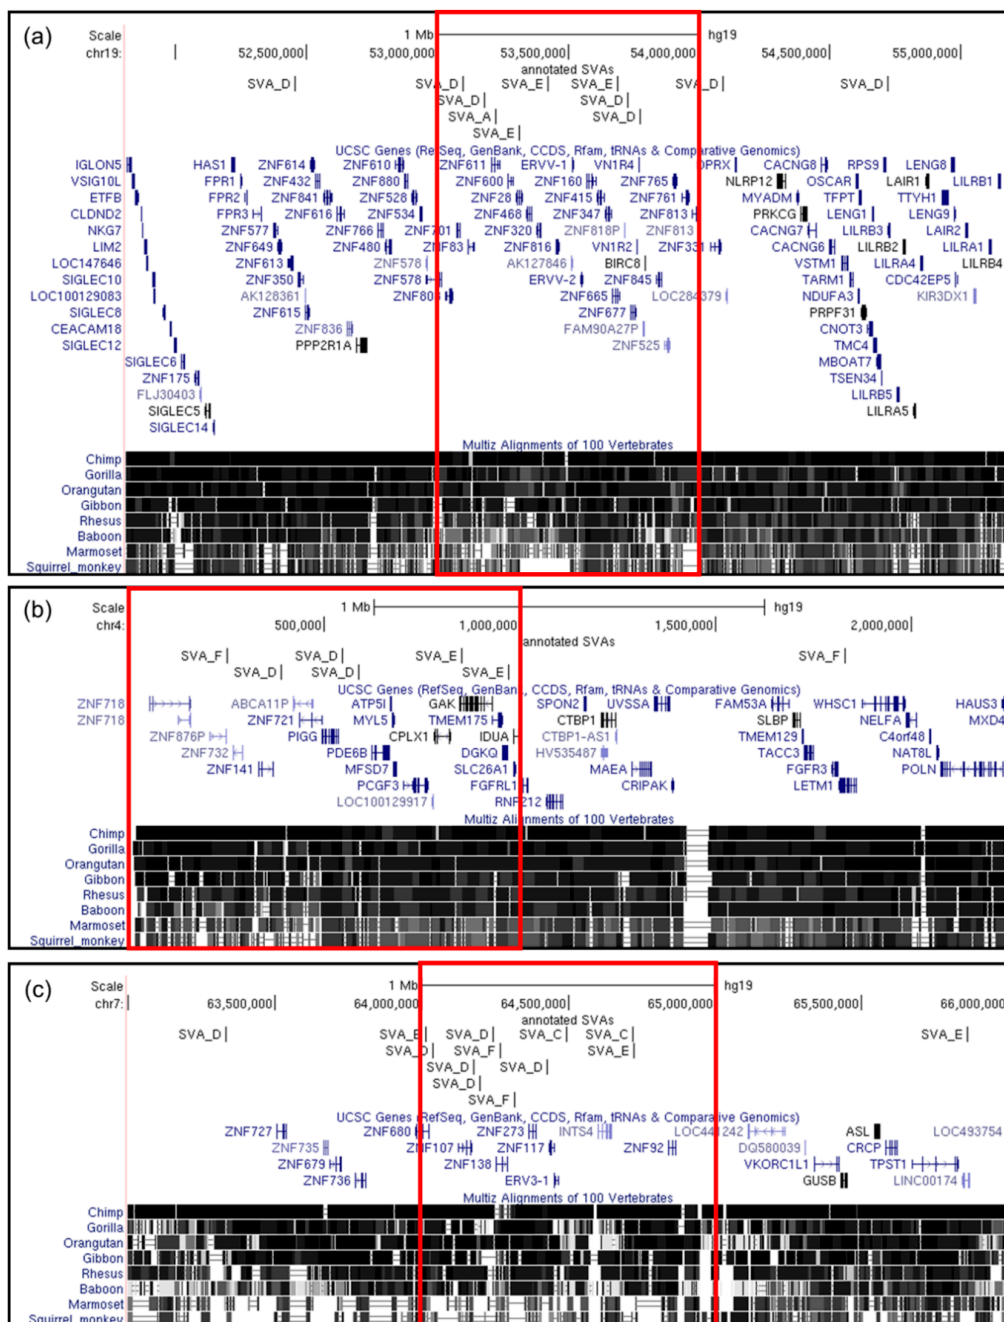 (a)
Scale 1 Mb hg19
chr19: 52,500,000 53,000,000 53,500,000 54,000,000 54,500,000 55,000,000
annotated SVAs
SVA_D SVA_D SVA_E SVA_E SVA_D SVA_D
SVA_D SVA_D
SVA_A SVA_D
SVA_E
UCSC Genes (RefSeq, GenBank, CCDS, Rfam, tRNAs & Comparative Genomics)
IGLON5 HAS1 ZNF614 ZNF610 ZNF611 ERVV-1 VN1R4 DPRX CACNG8 RPS9 LENG8
VSIG10L FPR1 ZNF432 ZNF880 ZNF600 ZNF160 ZNF765 NLRP12 OSCAR LAIR1 LILRB1
ETFB FPR2 ZNF841 ZNF528 ZNF28 ZNF415 ZNF761 MYADM TFPT TTYH1
CLDND2 FPR3 ZNF616 ZNF534 ZNF468 ZNF347 ZNF813 PRKCG LENG1 LENG9
NKG7 ZNF577 ZNF766 ZNF701 ZNF320 ZNF818P ZNF813 CACNG7 LILRB3 LAIR2
LIM2 ZNF649 ZNF480 ZNF83 ZNF816 VN1R2 ZNF331 CACNG6 LILRB2 LILRA1
LOC147646 ZNF613 ZNF578 AK127846 BIRC8 VSTM1 LILRA4 LILRB4
SIGLEC10 ZNF350 ZNF578 ERVV-2 ZNF845 TARM1 CDC42EP5
LOC100129083 AK128361 ZNF808 ZNF665 LOC284379 NDUFA3 KIR3DX1
SIGLEC8 ZNF615 ZNF677 PRPF31
CEACAM18 ZNF836 FAM90A27P CNOT3
SIGLEC12 PPP2R1A ZNF525 TMC4
SIGLEC6 MBOAT7
ZNF175 TSEN34
FLJ30403 LILRB5
SIGLEC5 LILRA5
SIGLEC14
Multiz Alignments of 100 Vertebrates
Chimp
Gorilla
Orangutan
Gibbon
Rhesus
Baboon
Marmoset
Squirrel_monkey
(b)
Scale 1 Mb hg19
chr4: 500,000 1,000,000 1,500,000 2,000,000
annotated SVAs
SVA_F SVA_D SVA_E SVA_F
SVA_D SVA_D SVA_E
UCSC Genes (RefSeq, GenBank, CCDS, Rfam, tRNAs & Comparative Genomics)
ZNF718 ABCA11P ATP5I GAK SPON2 UVSSA FAM53A WHSC1 HAUS3
ZNF718 ZNF721 MYL5 TMEM175 CTBP1 SLBP NELFA MXD4
ZNF876P PIGG CPLX1 IDUA CTBP1-AS1 TMEM129 C4orf48
ZNF732 PDE6B DGKQ HV535487 TACC3 NAT8L
ZNF141 MFSD7 SLC26A1 MAEA FGFR3 POLN
PCGF3 FGFRL1 CRIPAK LETM1
LOC100129917 RNF212
Multiz Alignments of 100 Vertebrates
Chimp
Gorilla
Orangutan
Gibbon
Rhesus
Baboon
Marmoset
Squirrel_monkey
(c)
Scale 1 Mb hg19
chr7: 63,500,000 64,000,000 64,500,000 65,000,000 65,500,000 66,000,000
annotated SVAs
SVA_D SVA_E SVA_D SVA_C SVA_C SVA_E
SVA_D SVA_F SVA_E
SVA_D SVA_D
SVA_D
SVA_F
UCSC Genes (RefSeq, GenBank, CCDS, Rfam, tRNAs & Comparative Genomics)
ZNF727 ZNF680 ZNF273 INTS4 LOC441242 ASL LOC493754
ZNF735 ZNF107 ZNF117 ZNF92 DQ580039 CRCP
ZNF679 ZNF138 VKORC1L1 TPST1
ZNF736 ERV3-1 GUSB LINC00174
Multiz Alignments of 100 Vertebrates
Chimp
Gorilla
Orangutan
Gibbon
Rhesus
Baboon
Marmoset
Squirrel_monkey